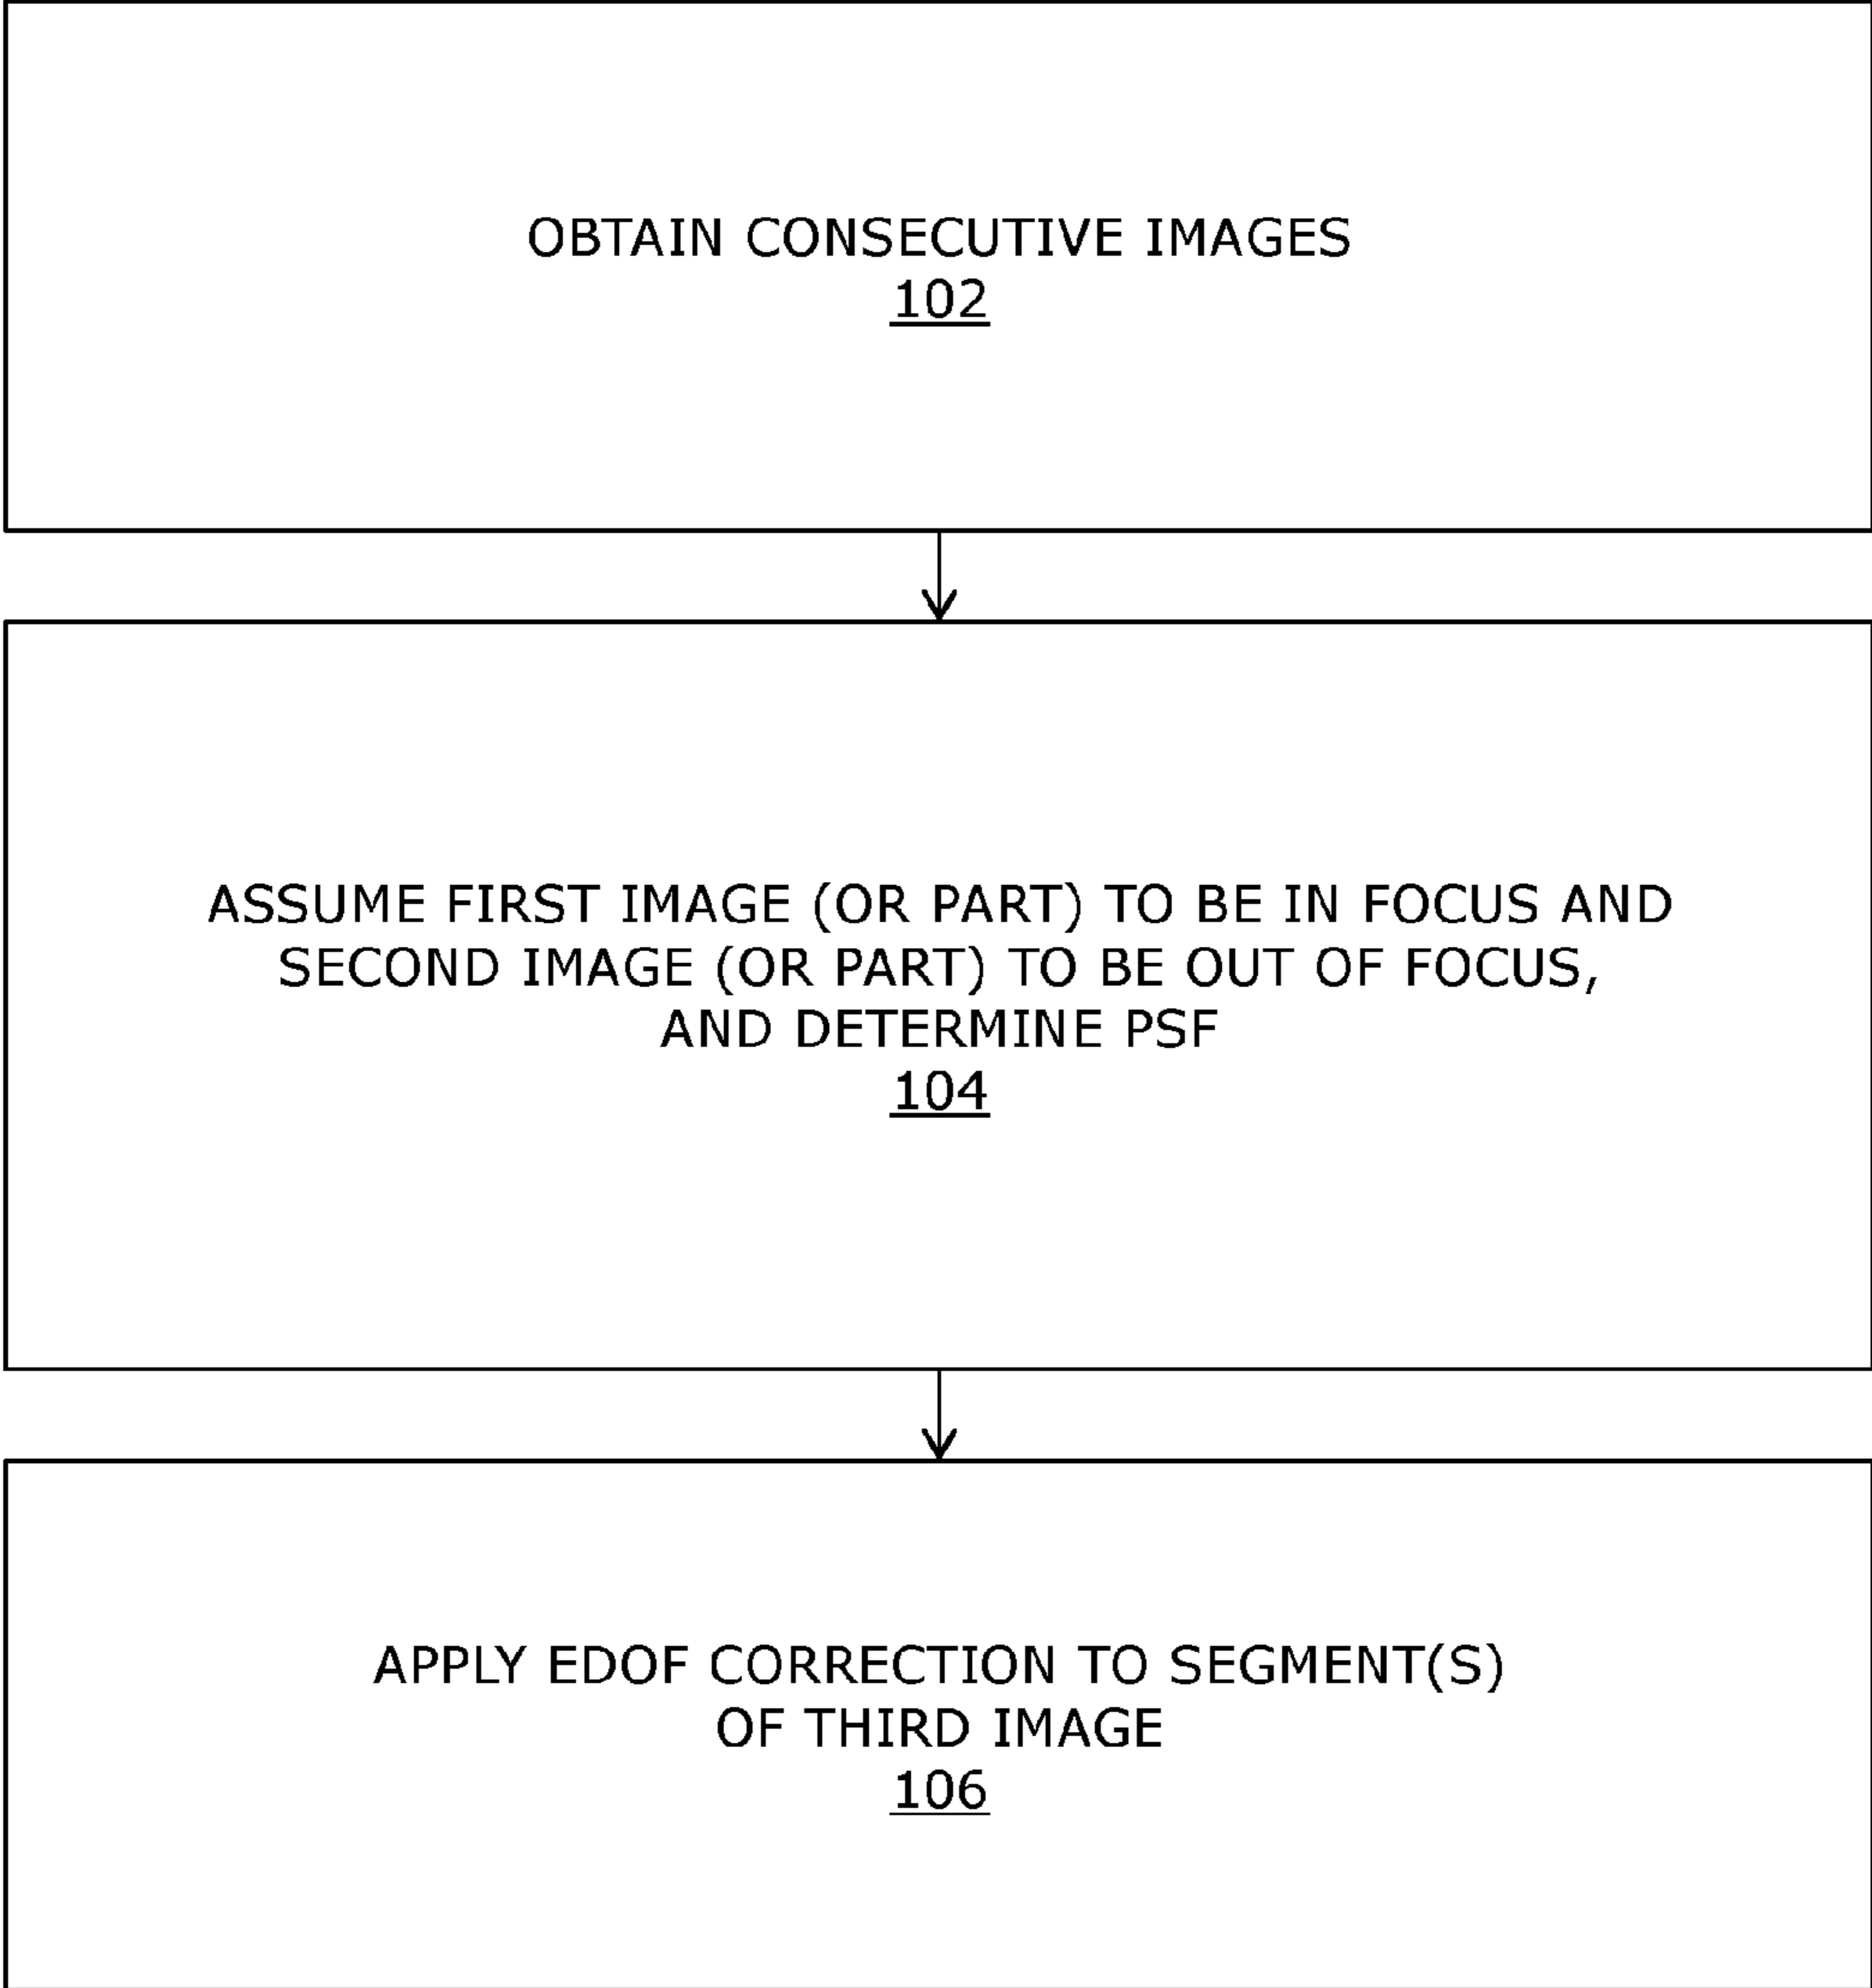 OBTAIN CONSECUTIVE IMAGES
102
ASSUME FIRST IMAGE (OR PART) TO BE IN FOCUS AND
SECOND IMAGE (OR PART) TO BE OUT OF FOCUS,
AND DETERMINE PSF
104
APPLY EDOF CORRECTION TO SEGMENT(S)
OF THIRD IMAGE
106